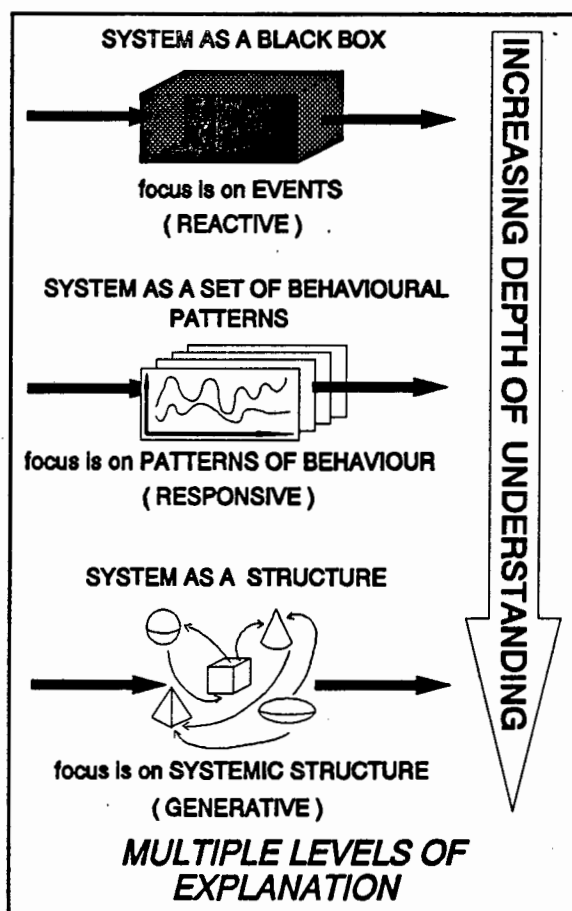 SYSTEM AS A BLACK BOX
focus is on EVENTS
( REACTIVE )
SYSTEM AS A SET OF BEHAVIOURAL
PATTERNS
focus is on PATTERNS OF BEHAVIOUR
( RESPONSIVE )
SYSTEM AS A STRUCTURE
focus is on SYSTEMIC STRUCTURE
( GENERATIVE )
MULTIPLE LEVELS OF
EXPLANATION
INCREASING DEPTH OF UNDERSTANDING